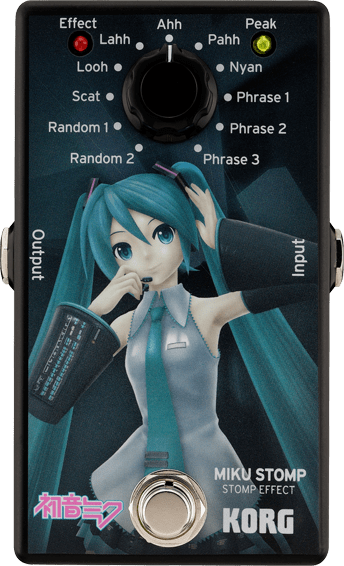 Effect
Ahh
Peak
Lahh
Pahh
Looh
Nyan
Scat
Phrase 1
Random 1
Phrase 2
Random 2
Phrase 3
Output
Input
MIKU STOMP
STOMP EFFECT
初音ミク
KORG